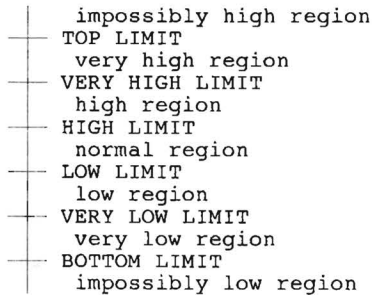 impossibly high region
TOP LIMIT
very high region
VERY HIGH LIMIT
high region
HIGH LIMIT
normal region
LOW LIMIT
low region
VERY LOW LIMIT
very low region
BOTTOM LIMIT
impossibly low region